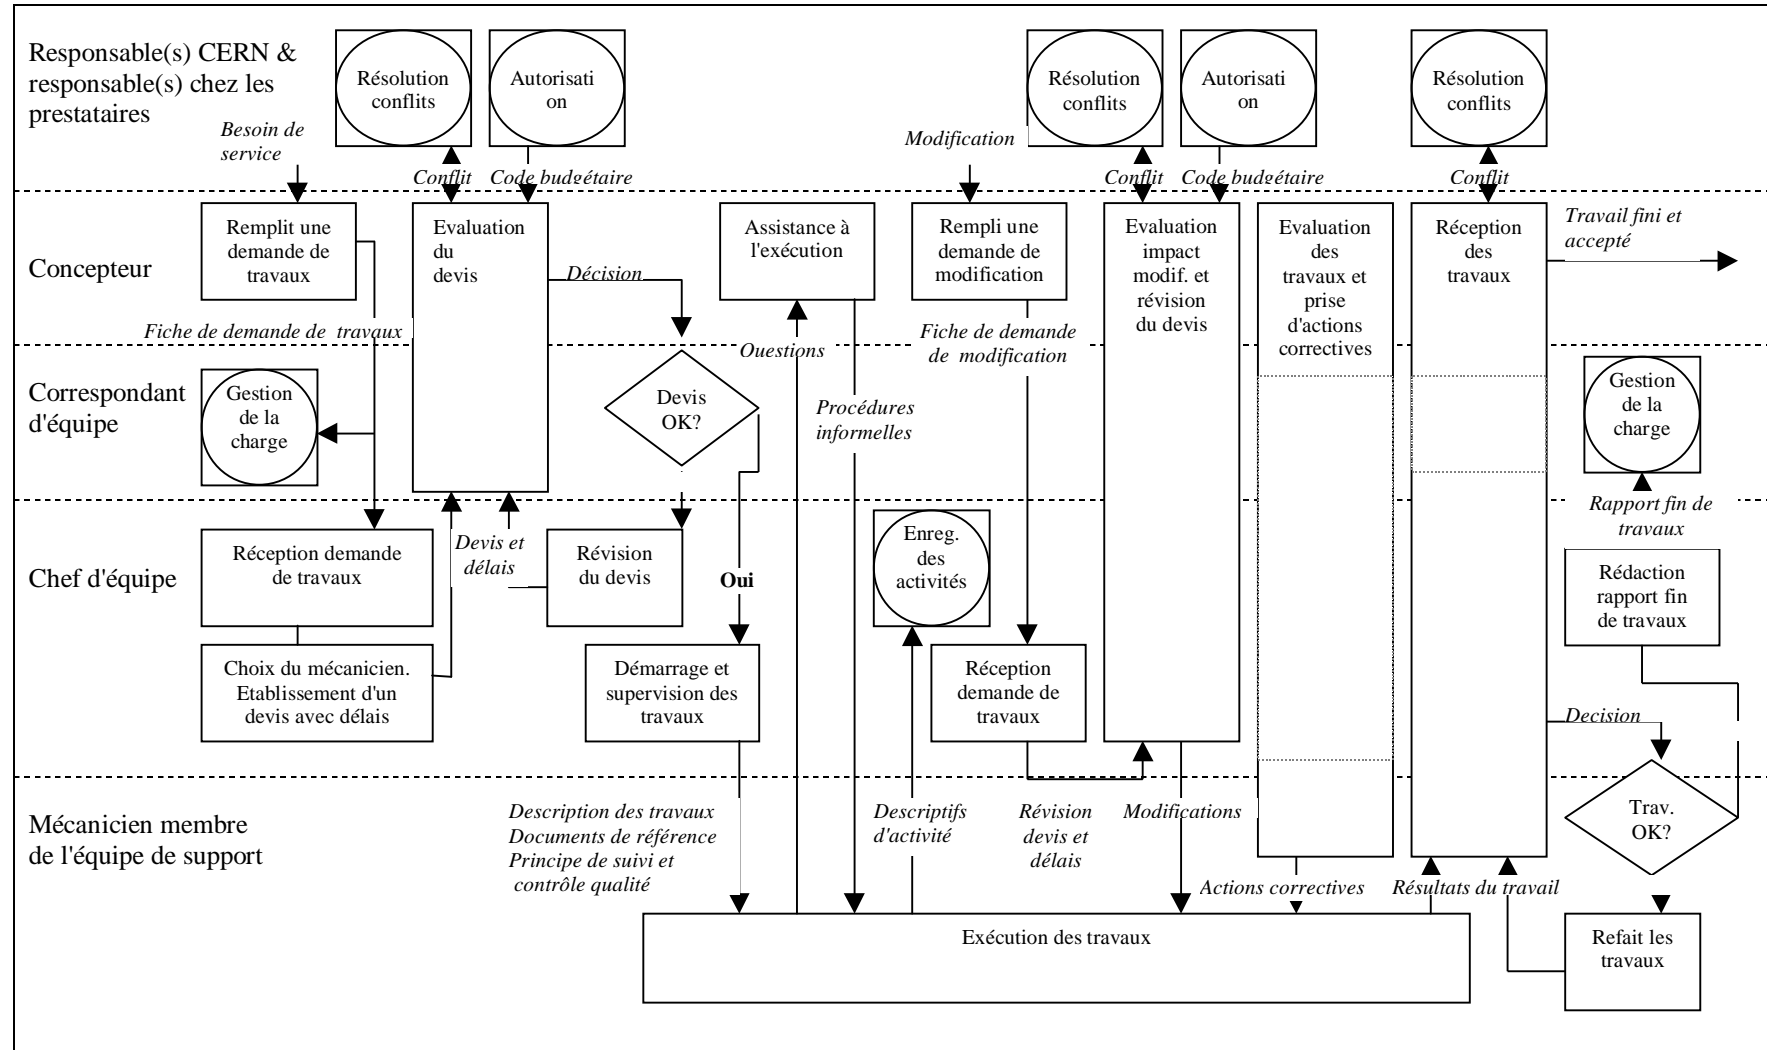 Responsable(s) CERN &
responsable(s) chez les
prestataires
Besoin de
service
Résolution
conflits
Autorisati
on
Conflit
Code budgétaire
Modification
Résolution
conflits
Autorisati
on
Conflit
Code budgétaire
Résolution
conflits
Conflit
Concepteur
Remplit une
demande de
travaux
Evaluation
du
devis
Décision
Assistance à
l'exécution
Rempli une
demande de
modification
Evaluation
impact
modif. et
révision
du devis
Evaluation
des
travaux et
prise
d'actions
correctives
Réception
des
travaux
Travail fini et
accepté
Fiche de demande de travaux
Questions
Fiche de demande
de modification
Correspondant
d'équipe
Gestion
de la
charge
Devis
OK?
Procédures
informelles
Gestion
de la
charge
Rapport fin de
travaux
Chef d'équipe
Réception demande
de travaux
Devis et
délais
Révision
du devis
Oui
Enreg.
des
activités
Rédaction
rapport fin
de travaux
Choix du mécanicien.
Etablissement d'un
devis avec délais
Démarrage et
supervision des
travaux
Réception
demande de
travaux
Decision
Mécanicien membre
de l'équipe de support
Description des travaux
Documents de référence
Principe de suivi et
contrôle qualité
Descriptifs
d'activité
Révision
devis et
délais
Modifications
Trav.
OK?
Actions correctives
Résultats du travail
Exécution des travaux
Refait les
travaux